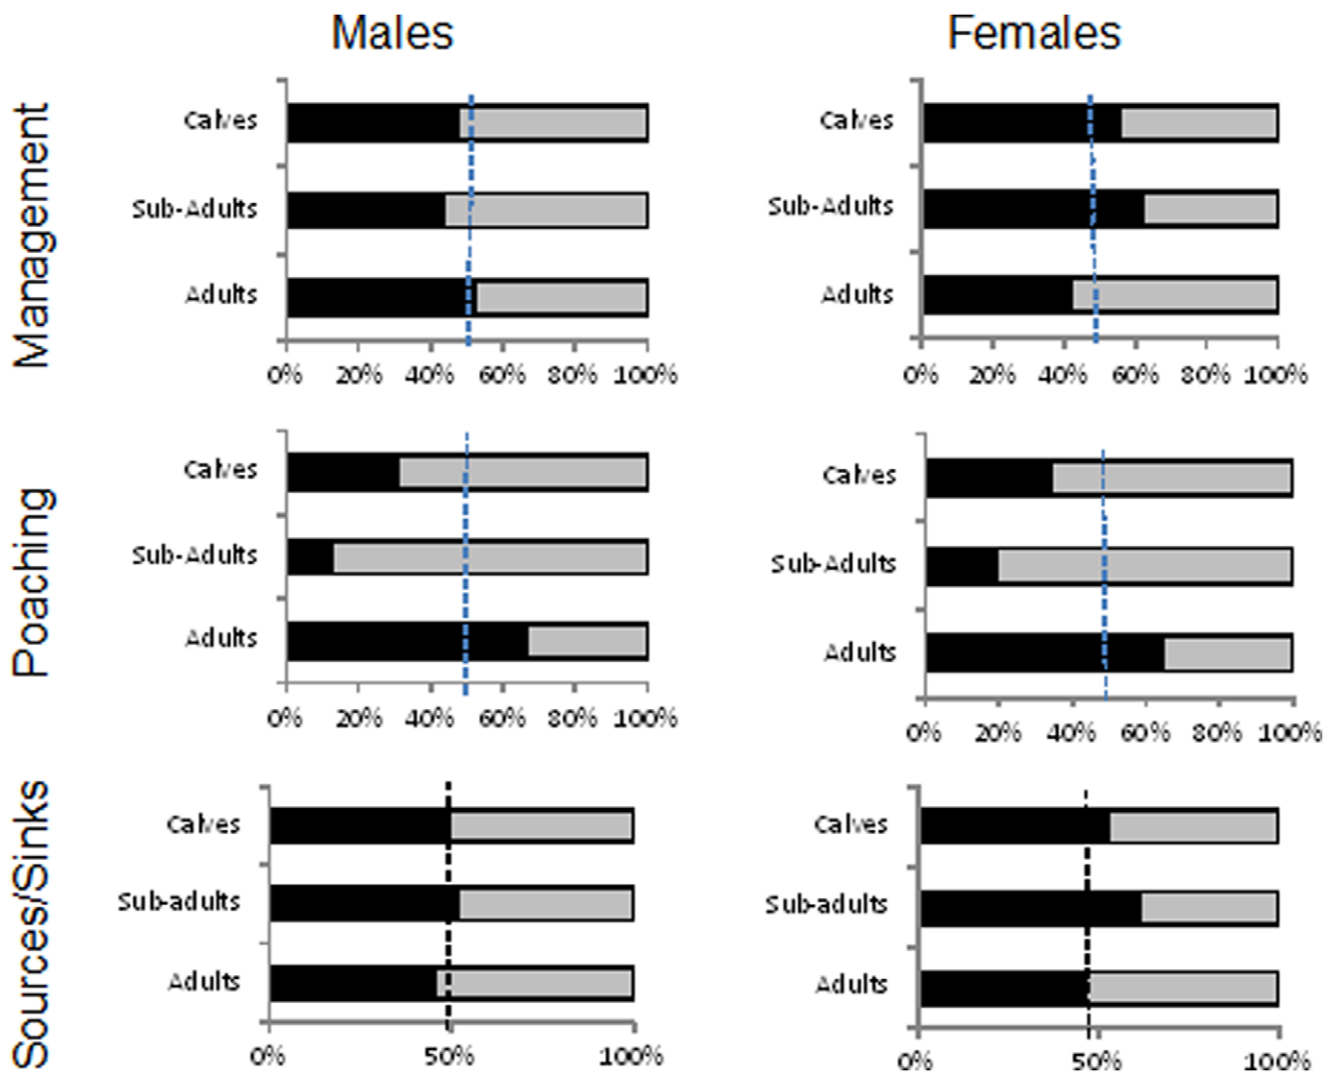 Males
Females
Management
Calves
Sub-Adults
Adults
0% 20% 40% 60% 80% 100%
Calves
Sub-Adults
Adults
0% 20% 40% 60% 80% 100%
Poaching
Calves
Sub-Adults
Adults
0% 20% 40% 60% 80% 100%
Calves
Sub-Adults
Adults
0% 20% 40% 60% 80% 100%
Sources/Sinks
Calves
Sub-adults
Adults
0% 50% 100%
Calves
Sub-adults
Adults
0% 50% 100%